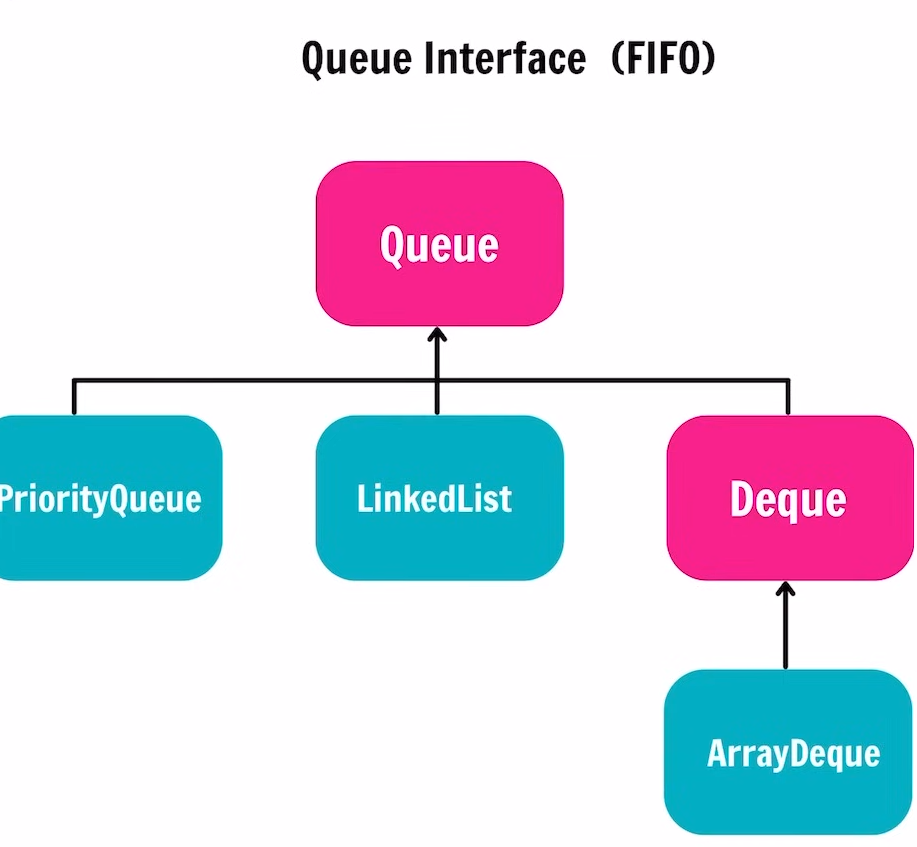 Queue Interface (FIFO)
Queue
PriorityQueue
LinkedList
Deque
ArrayDeque